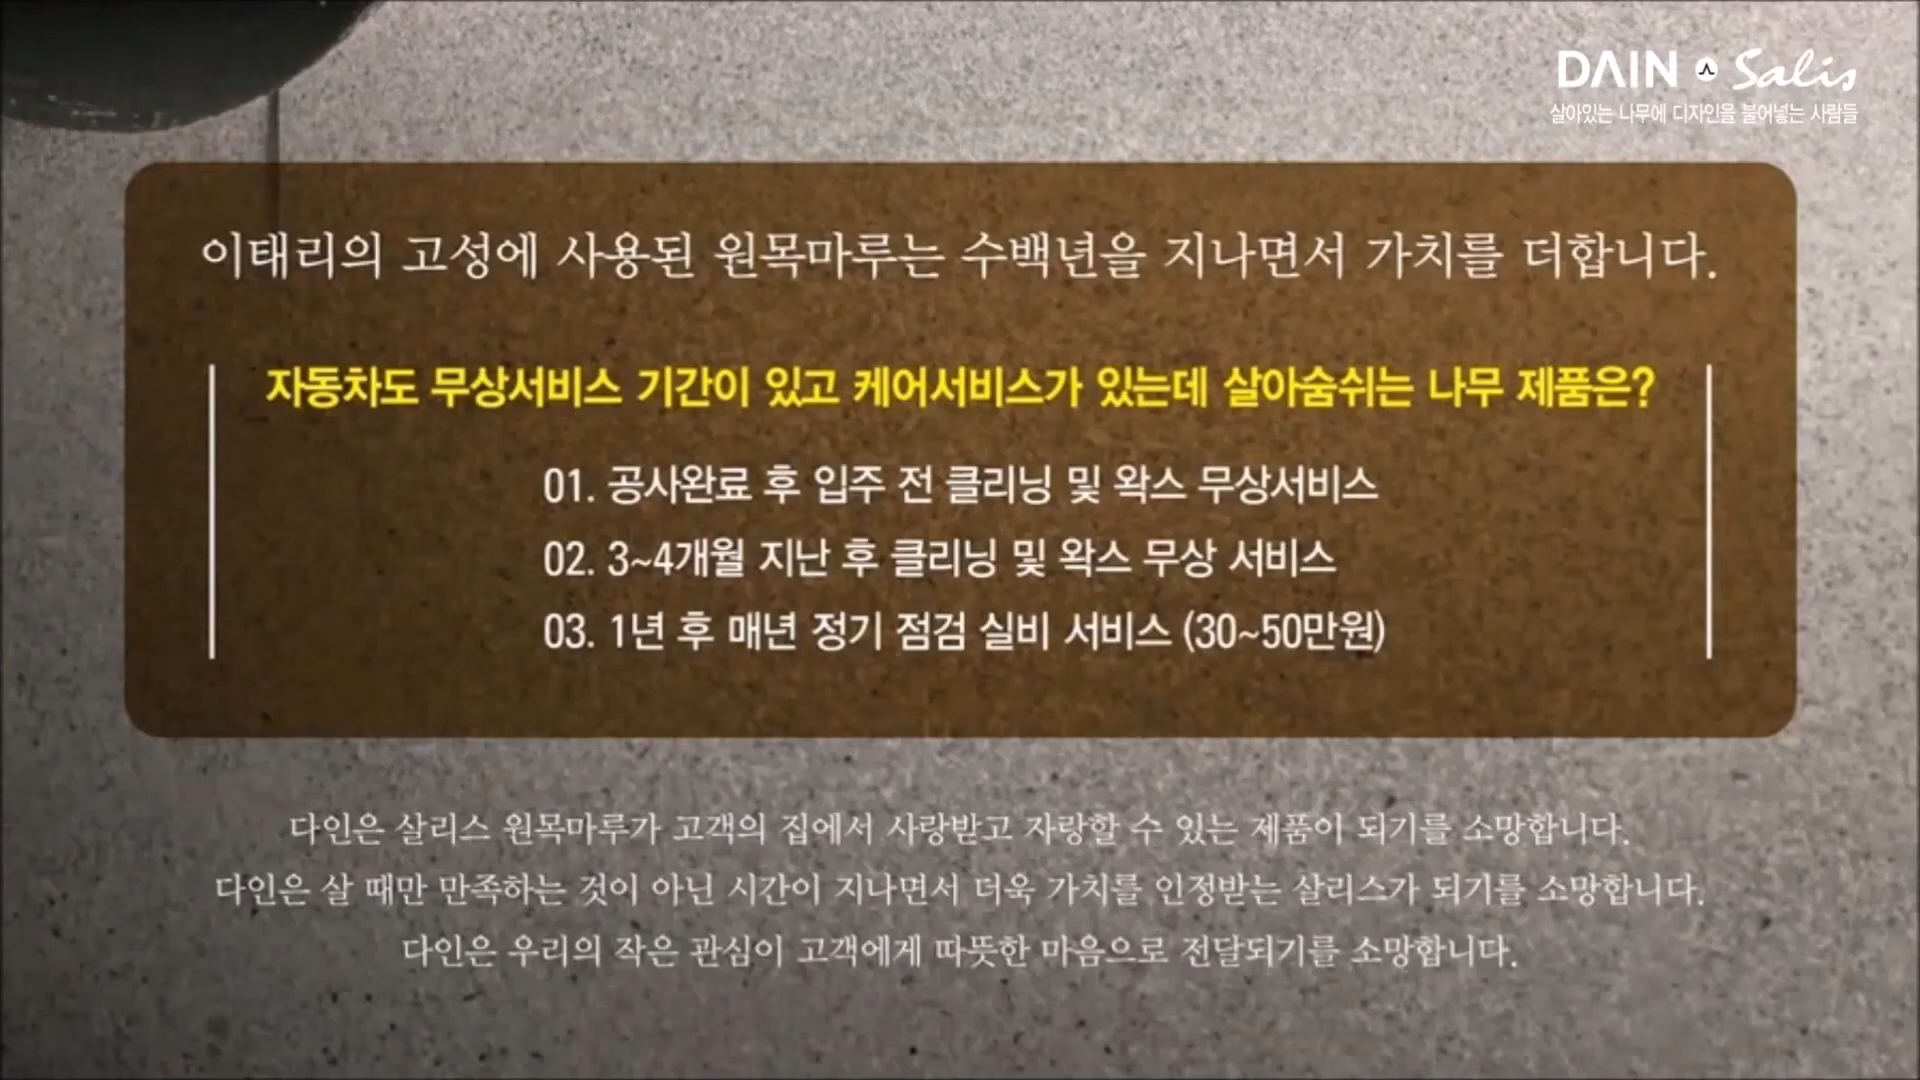 DAIN Salis
살아있는 나무에 디자인을 불어넣는 사람들
이태리의 고성에 사용된 원목마루는 수백년을 지나면서 가치를 더합니다.
자동차도 무상서비스 기간이 있고 케어서비스가 있는데 살아숨쉬는 나무 제품은?
01. 공사완료 후 입주 전 클리닝 및 왁스 무상서비스
02. 3~4개월 지난 후 클리닝 및 왁스 무상 서비스
03. 1년 후 매년 정기 점검 실비 서비스 (30~50만원)
다인은 살리스 원목마루가 고객의 집에서 사랑받고 자랑할 수 있는 제품이 되기를 소망합니다.
다인은 살 때만 만족하는 것이 아닌 시간이 지나면서 더욱 가치를 인정받는 살리스가 되기를 소망합니다.
다인은 우리의 작은 관심이 고객에게 따뜻한 마음으로 전달되기를 소망합니다.